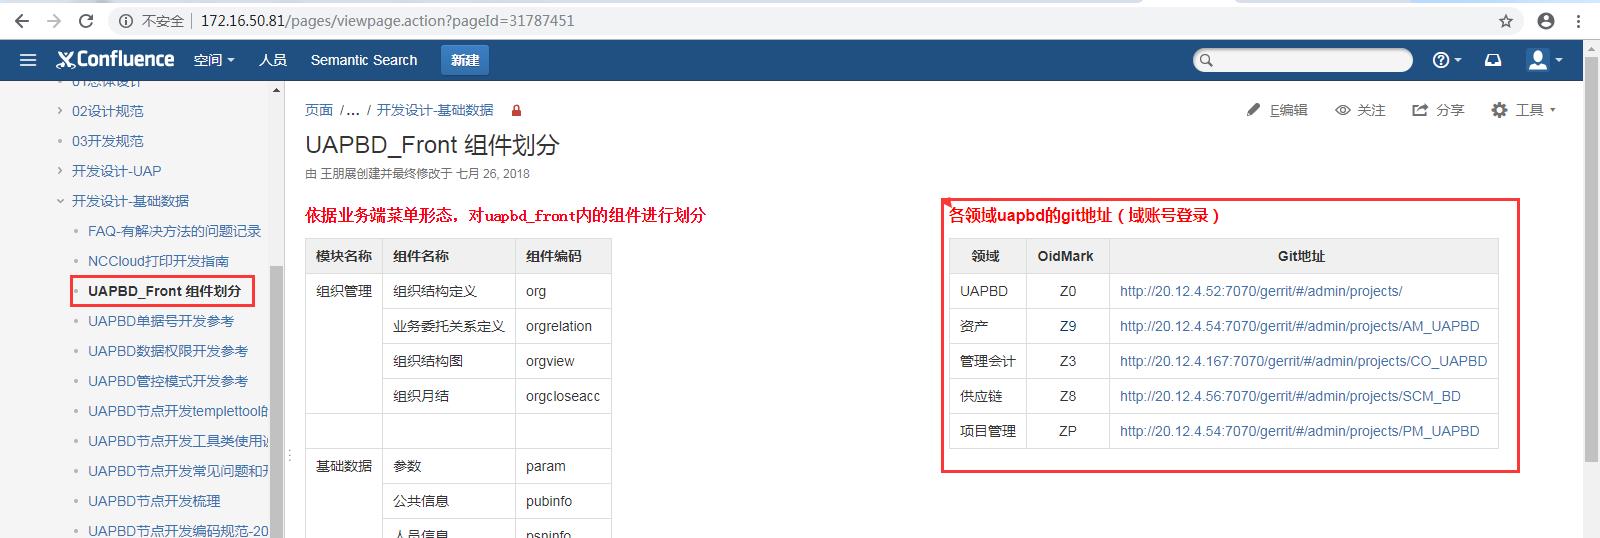 不安全 | 172.16.50.81/pages/viewpage.action?pageId=31787451
Confluence 空间 人员 Semantic Search 新建
01总体设计
02设计规范
03开发规范
开发设计-UAP
开发设计-基础数据
FAQ-有解决方法的问题记录
NCCloud打印开发指南
UAPBD_Front 组件划分
UAPBD单据号开发参考
UAPBD数据权限开发参考
UAPBD管控模式开发参考
UAPBD节点开发templettool的
UAPBD节点开发工具类使用说
UAPBD节点开发常见问题和开
UAPBD节点开发梳理
UAPBD节点开发编码规范-20
页面 /... / 开发设计-基础数据
E编辑 关注 分享 工具
UAPBD_Front 组件划分
由 王朋展创建并最终修改于 七月 26, 2018
依据业务端菜单形态，对uapbd_front内的组件进行划分
模块名称 组件名称 组件编码
组织管理 组织结构定义 org
业务委托关系定义 orgrelation
组织结构图 orgview
组织月结 orgcloseacc
基础数据 参数 param
公共信息 pubinfo
人员信息 psninfo
各领域uapbd的git地址（域账号登录）
领域 OidMark Git地址
UAPBD Z0 http://20.12.4.52:7070/gerrit/#/admin/projects/
资产 Z9 http://20.12.4.54:7070/gerrit/#/admin/projects/AM_UAPBD
管理会计 Z3 http://20.12.4.167:7070/gerrit/#/admin/projects/CO_UAPBD
供应链 Z8 http://20.12.4.56:7070/gerrit/#/admin/projects/SCM_BD
项目管理 ZP http://20.12.4.54:7070/gerrit/#/admin/projects/PM_UAPBD